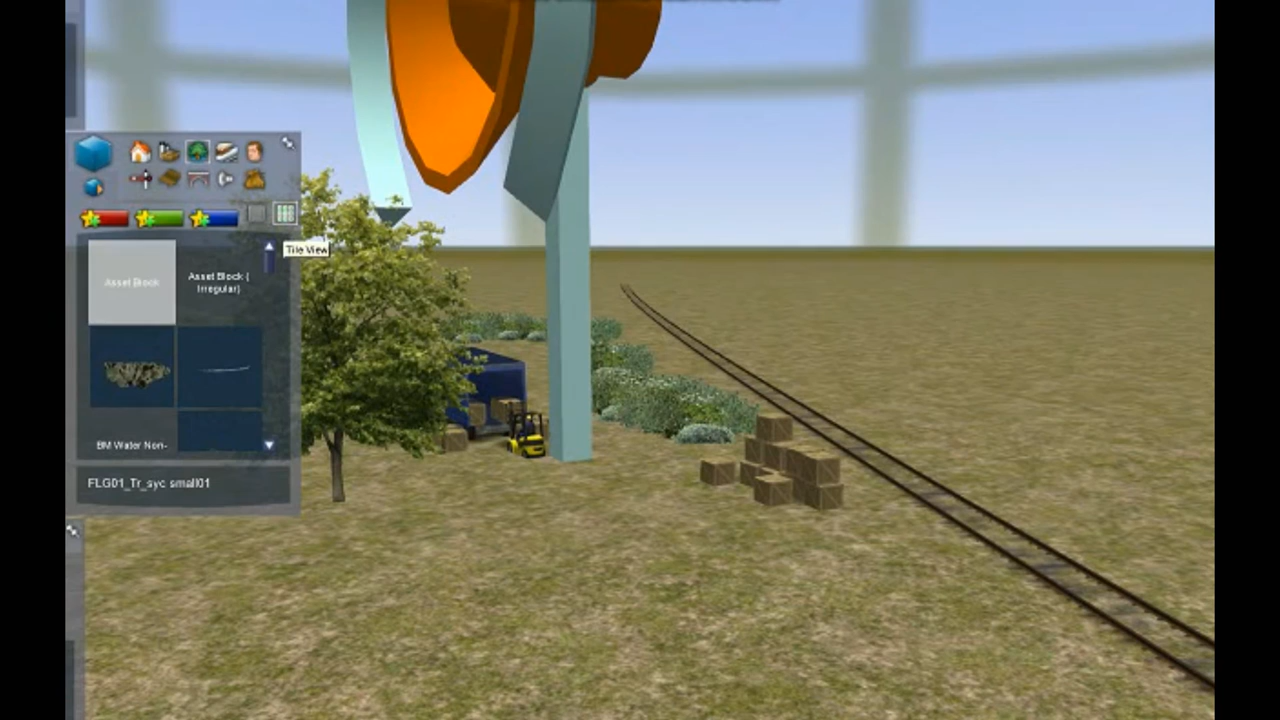 Tile View
Asset Block
Asset Block (
Irregular)
BM Water Non-
FLG01_Tr_syc small01